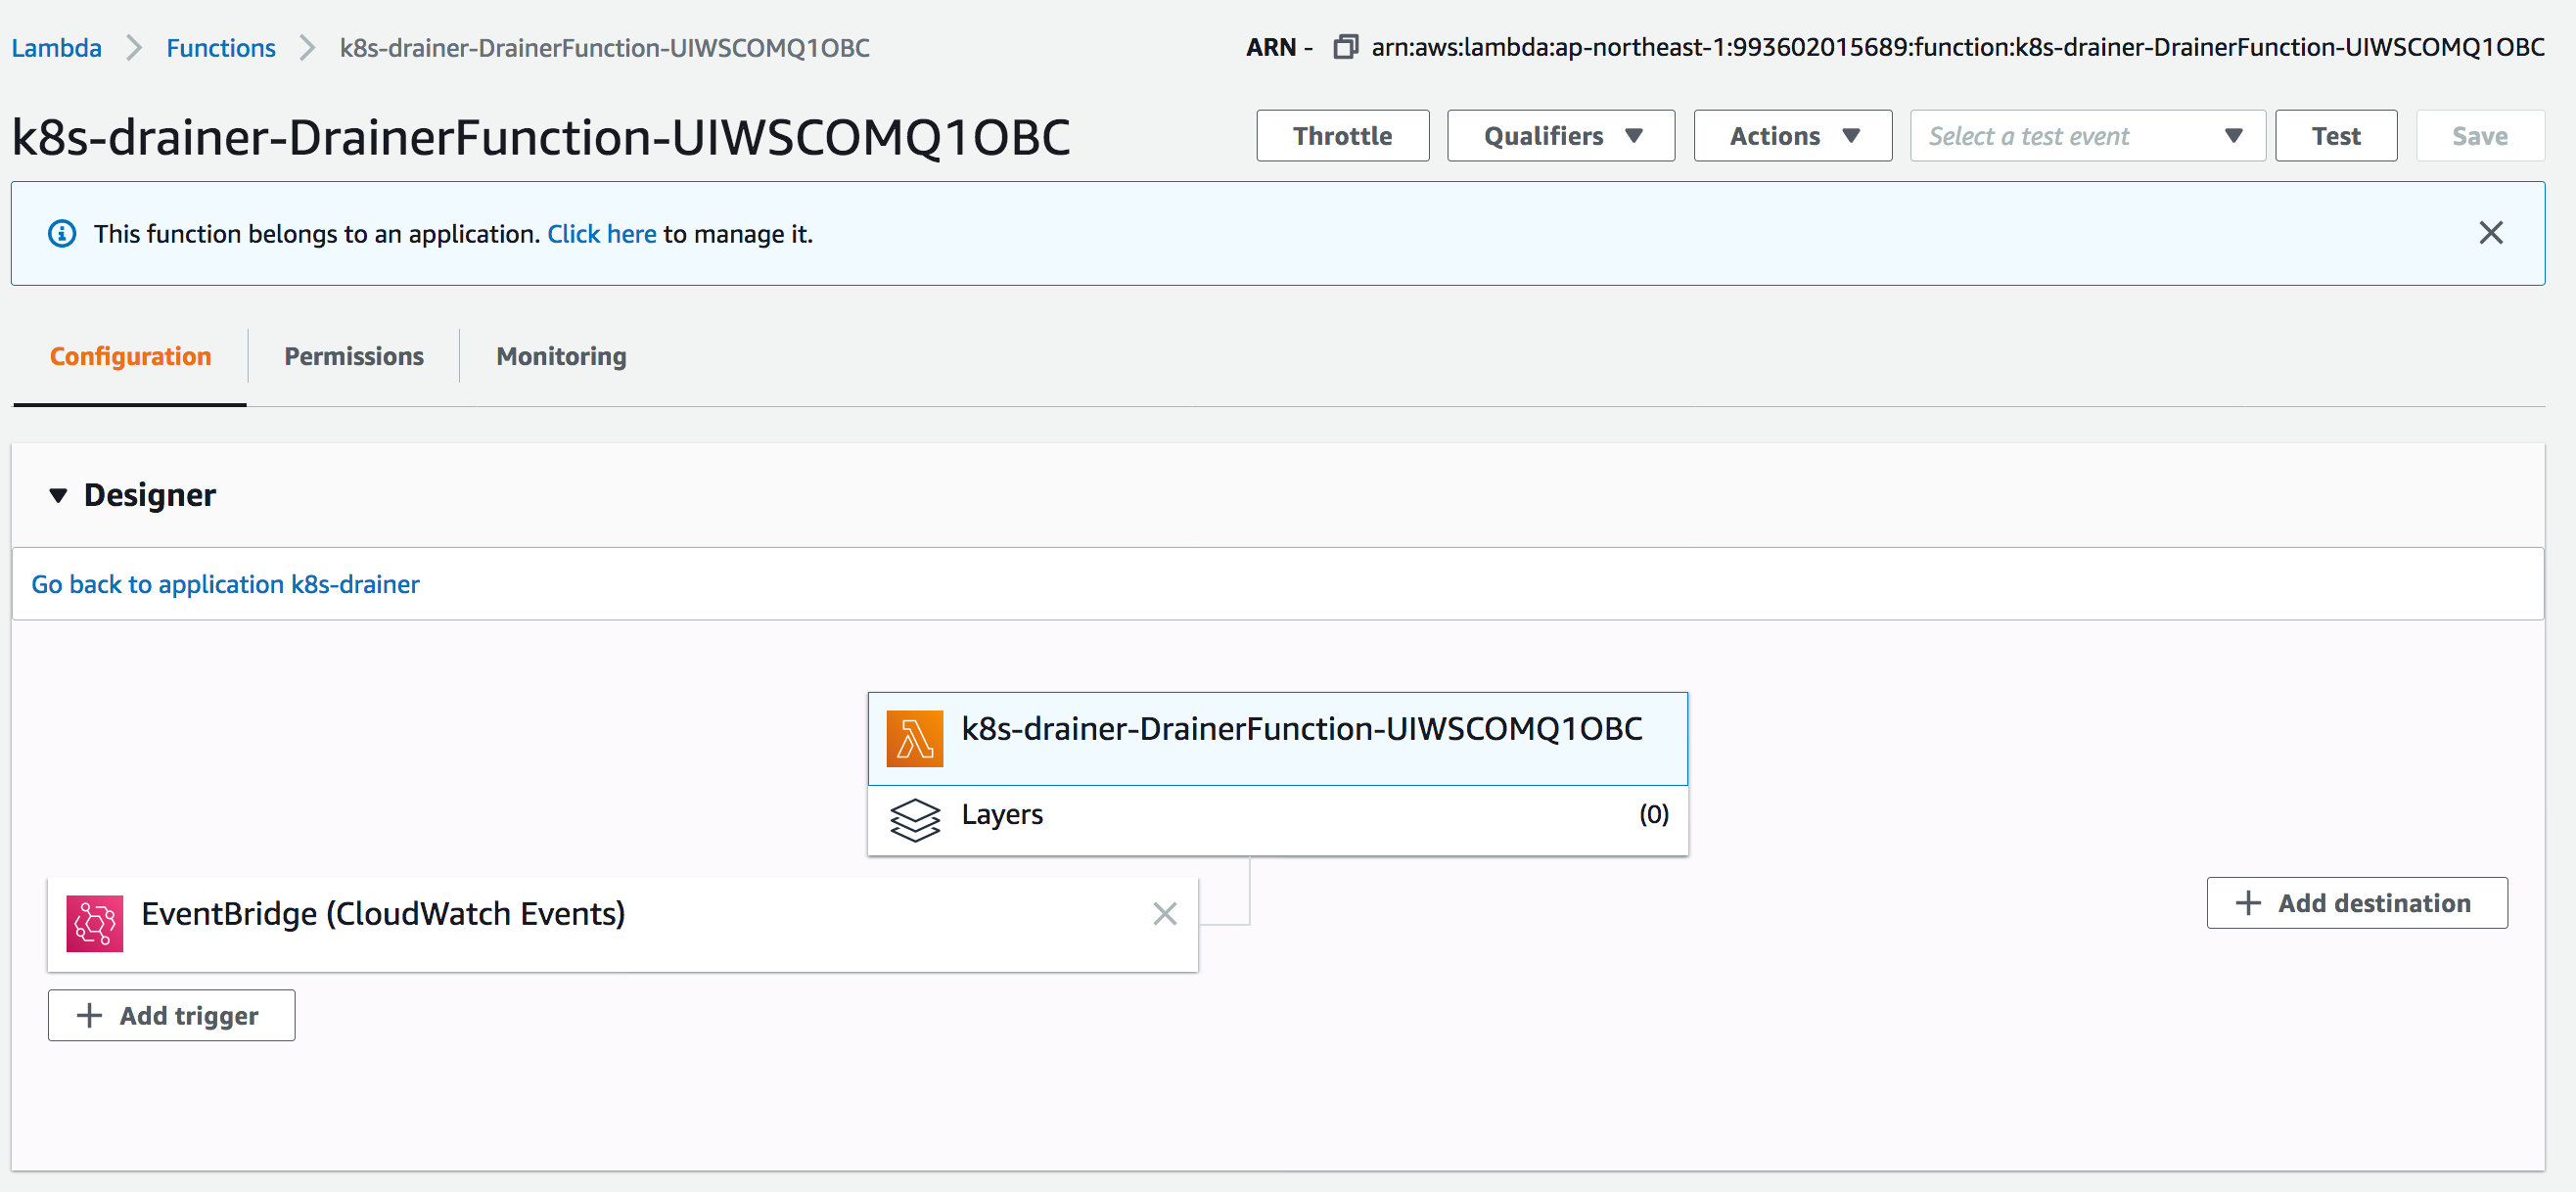 Lambda > Functions > k8s-drainer-DrainerFunction-UIWSCOMQ1OBC
ARN - arn:aws:lambda:ap-northeast-1:993602015689:function:k8s-drainer-DrainerFunction-UIWSCOMQ1OBC
k8s-drainer-DrainerFunction-UIWSCOMQ1OBC
Throttle
Qualifiers
Actions
Select a test event
Test
Save
This function belongs to an application. Click here to manage it.
Configuration
Permissions
Monitoring
Designer
Go back to application k8s-drainer
k8s-drainer-DrainerFunction-UIWSCOMQ1OBC
Layers (0)
EventBridge (CloudWatch Events)
Add destination
Add trigger